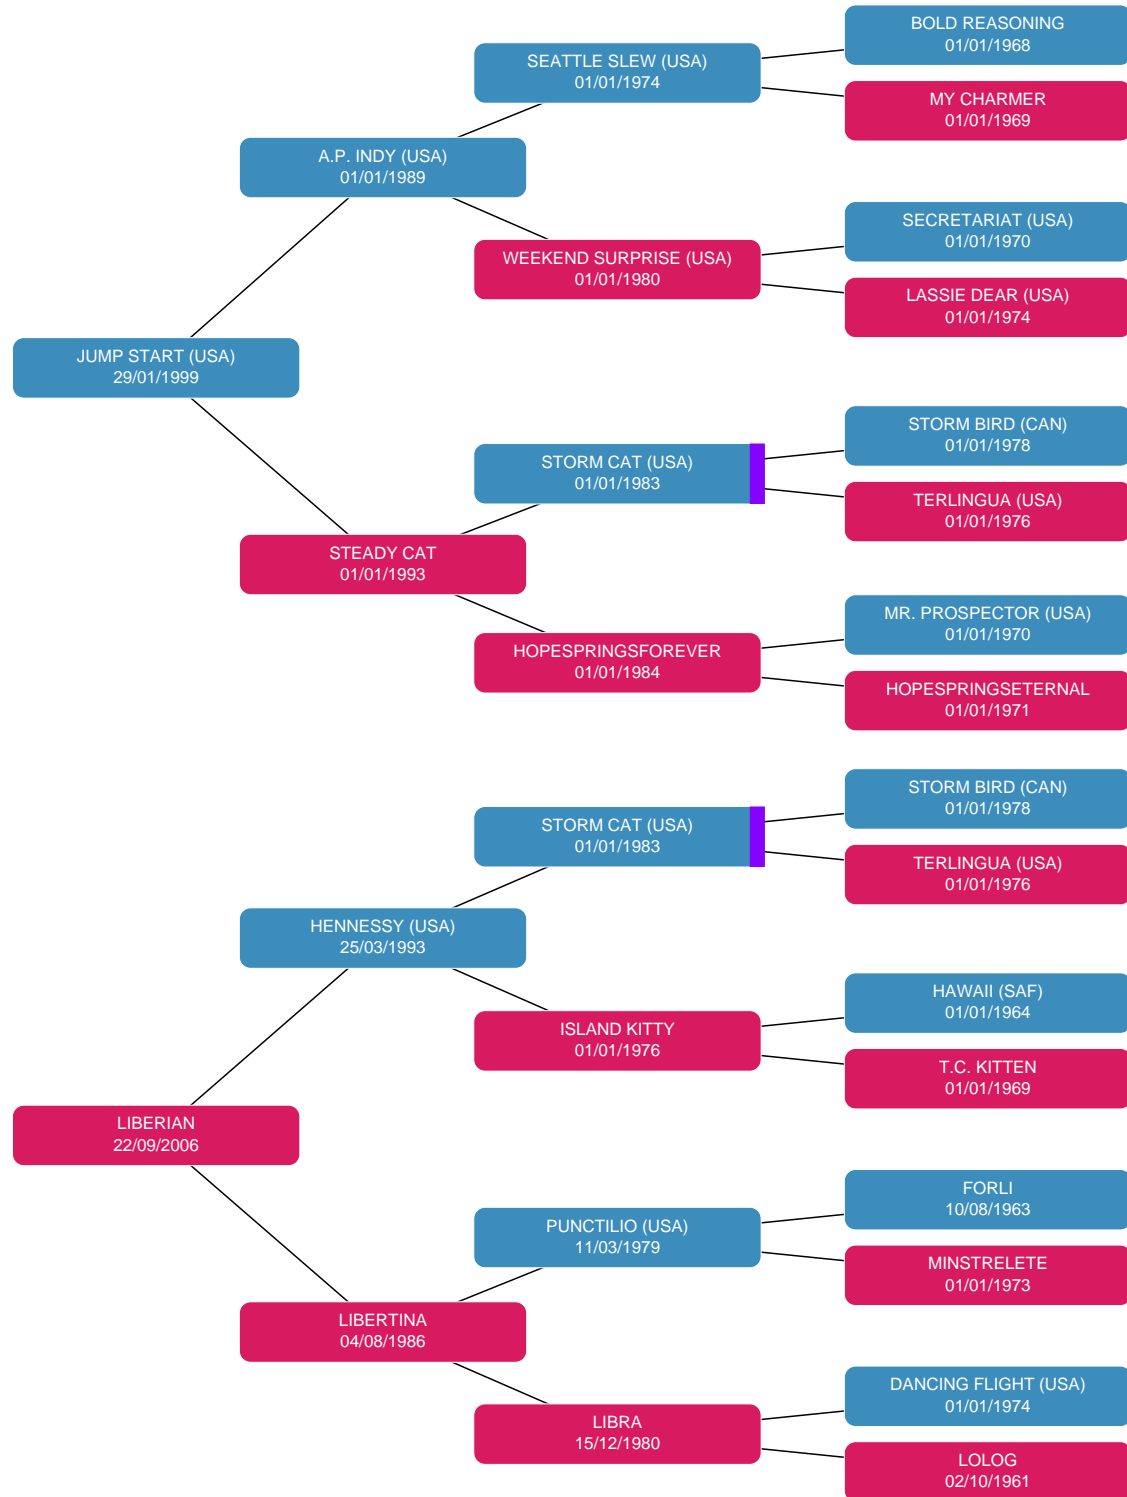 BOLD REASONING
01/01/1968
SEATTLE SLEW (USA)
01/01/1974
MY CHARMER
01/01/1969
A.P. INDY (USA)
01/01/1989
SECRETARIAT (USA)
01/01/1970
WEEKEND SURPRISE (USA)
01/01/1980
LASSIE DEAR (USA)
01/01/1974
JUMP START (USA)
29/01/1999
STORM BIRD (CAN)
01/01/1978
STORM CAT (USA)
01/01/1983
TERLINGUA (USA)
01/01/1976
STEADY CAT
01/01/1993
MR. PROSPECTOR (USA)
01/01/1970
HOPESPRINGSFOREVER
01/01/1984
HOPESPRINGSETERNAL
01/01/1971
STORM BIRD (CAN)
01/01/1978
STORM CAT (USA)
01/01/1983
TERLINGUA (USA)
01/01/1976
HENNESSY (USA)
25/03/1993
HAWAII (SAF)
01/01/1964
ISLAND KITTY
01/01/1976
T.C. KITTEN
01/01/1969
LIBERIAN
22/09/2006
FORLI
10/08/1963
PUNCTILIO (USA)
11/03/1979
MINSTRELETE
01/01/1973
LIBERTINA
04/08/1986
DANCING FLIGHT (USA)
01/01/1974
LIBRA
15/12/1980
LOLOG
02/10/1961